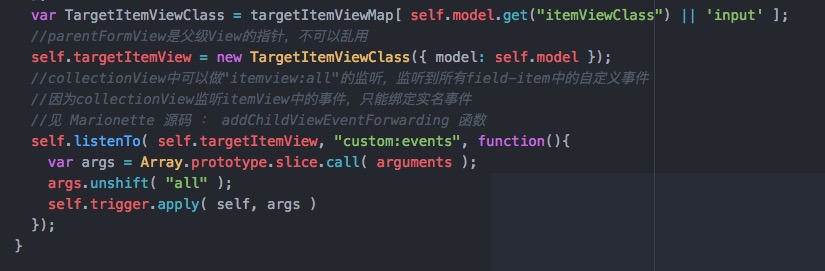 var TargetItemViewClass = targetItemViewMap[ self.model.get("itemViewClass") || 'input' ];
//parentFormView是父级View的指针，不可以乱用
self.targetItemView = new TargetItemViewClass({ model: self.model });
//collectionView中可以做"itemview:all"的监听，监听到所有field-item中的自定义事件
//因为collectionView监听itemView中的事件，只能绑定实名事件
//见 Marionette 源码 ： addChildViewEventForwarding 函数
self.listenTo( self.targetItemView, "custom:events", function(){
var args = Array.prototype.slice.call( arguments );
args.unshift( "all" );
self.trigger.apply( self, args )
});
}